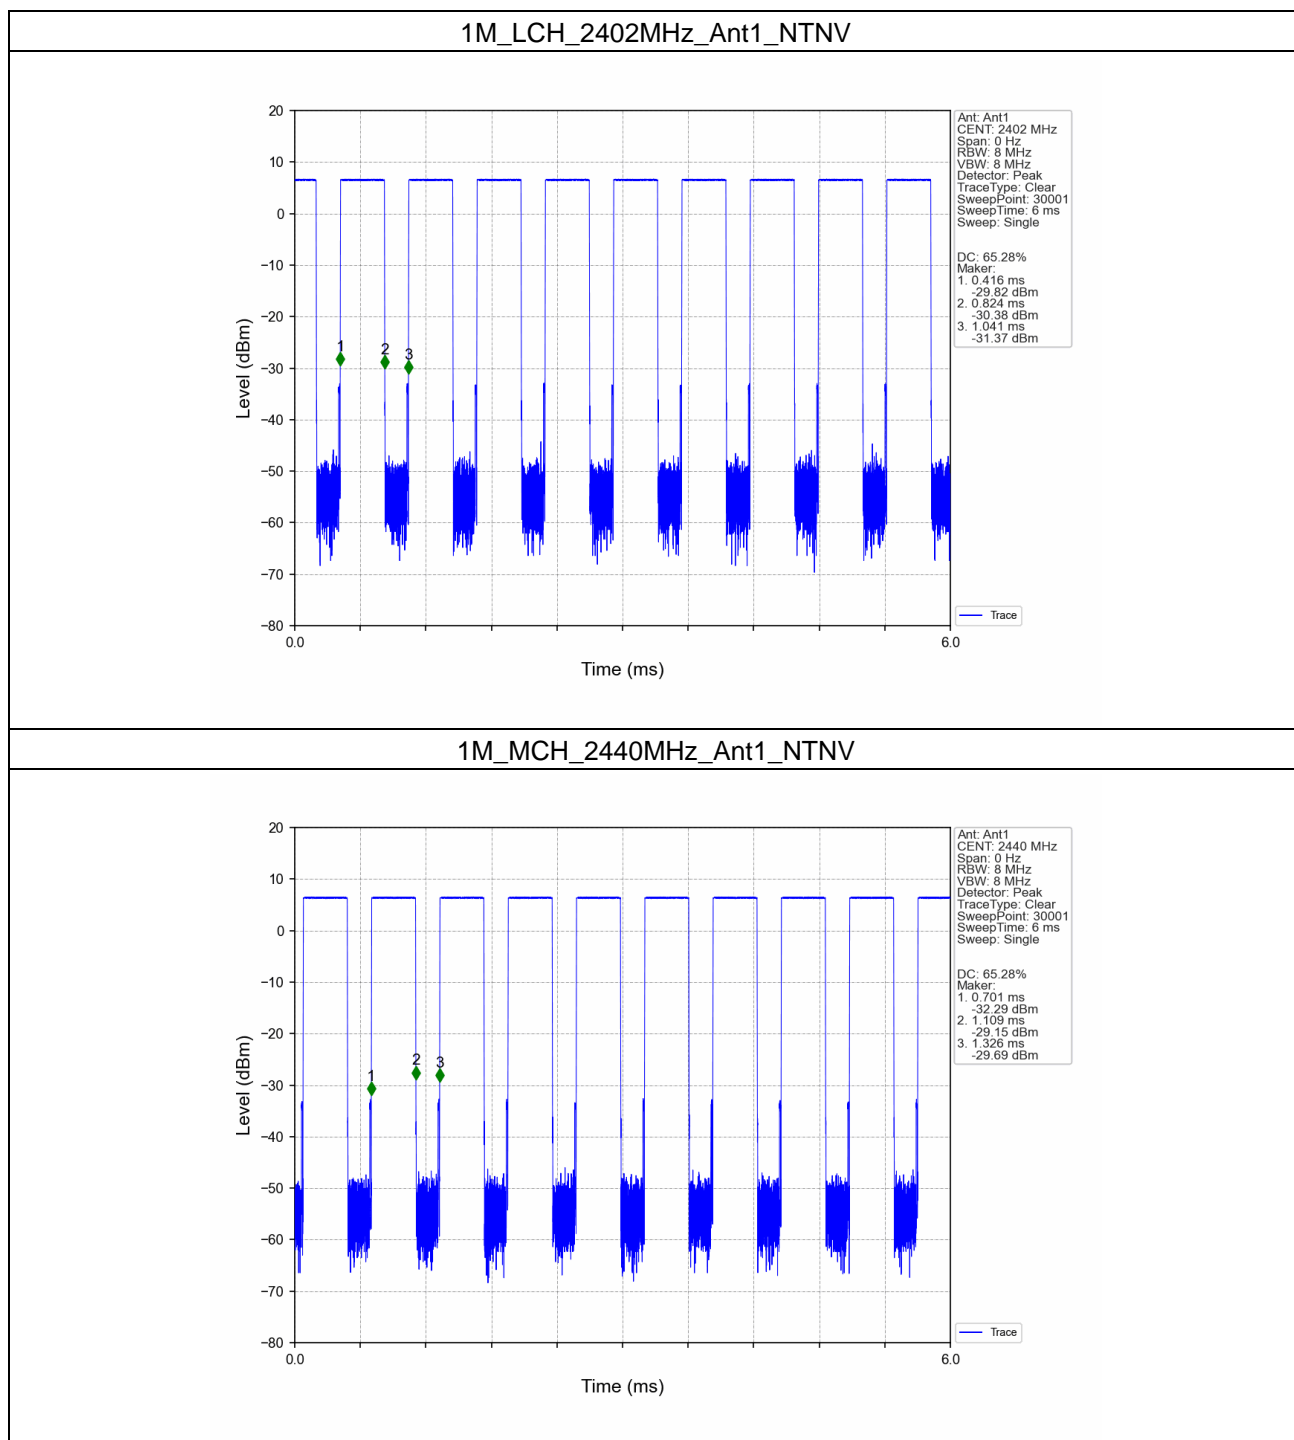 1M_LCH_2402MHz_Ant1_NTNV
20
10
0
−10
−20
−30
−40
−50
−60
−70
−80
Level (dBm)
1
2
3
0.0
6.0
Time (ms)
Ant: Ant1
CENT: 2402 MHz
Span: 0 Hz
RBW: 8 MHz
VBW: 8 MHz
Detector: Peak
TraceType: Clear
SweepPoint: 30001
SweepTime: 6 ms
Sweep: Single
DC: 65.28%
Maker:
1. 0.416 ms
-29.82 dBm
2. 0.824 ms
-30.38 dBm
3. 1.041 ms
-31.37 dBm
Trace
1M_MCH_2440MHz_Ant1_NTNV
20
10
0
−10
−20
−30
−40
−50
−60
−70
−80
Level (dBm)
1
2
3
0.0
6.0
Time (ms)
Ant: Ant1
CENT: 2440 MHz
Span: 0 Hz
RBW: 8 MHz
VBW: 8 MHz
Detector: Peak
TraceType: Clear
SweepPoint: 30001
SweepTime: 6 ms
Sweep: Single
DC: 65.28%
Maker:
1. 0.701 ms
-32.29 dBm
2. 1.109 ms
-29.15 dBm
3. 1.326 ms
-29.69 dBm
Trace